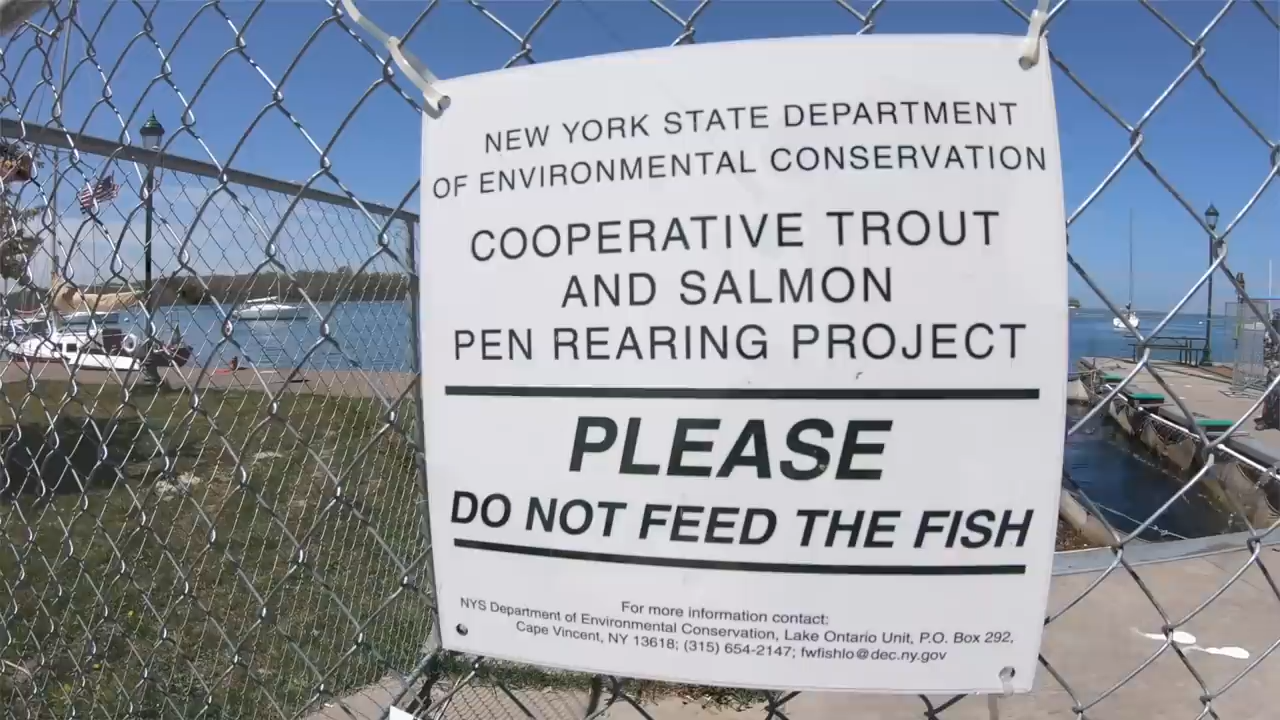 NEW YORK STATE DEPARTMENT
OF ENVIRONMENTAL CONSERVATION
COOPERATIVE TROUT
AND SALMON
PEN REARING PROJECT
PLEASE
DO NOT FEED THE FISH
For more information contact:
NYS Department of Environmental Conservation, Lake Ontario Unit, P.O. Box 292,
Cape Vincent, NY 13618; (315) 654-2147; fwfishlo@dec.ny.gov